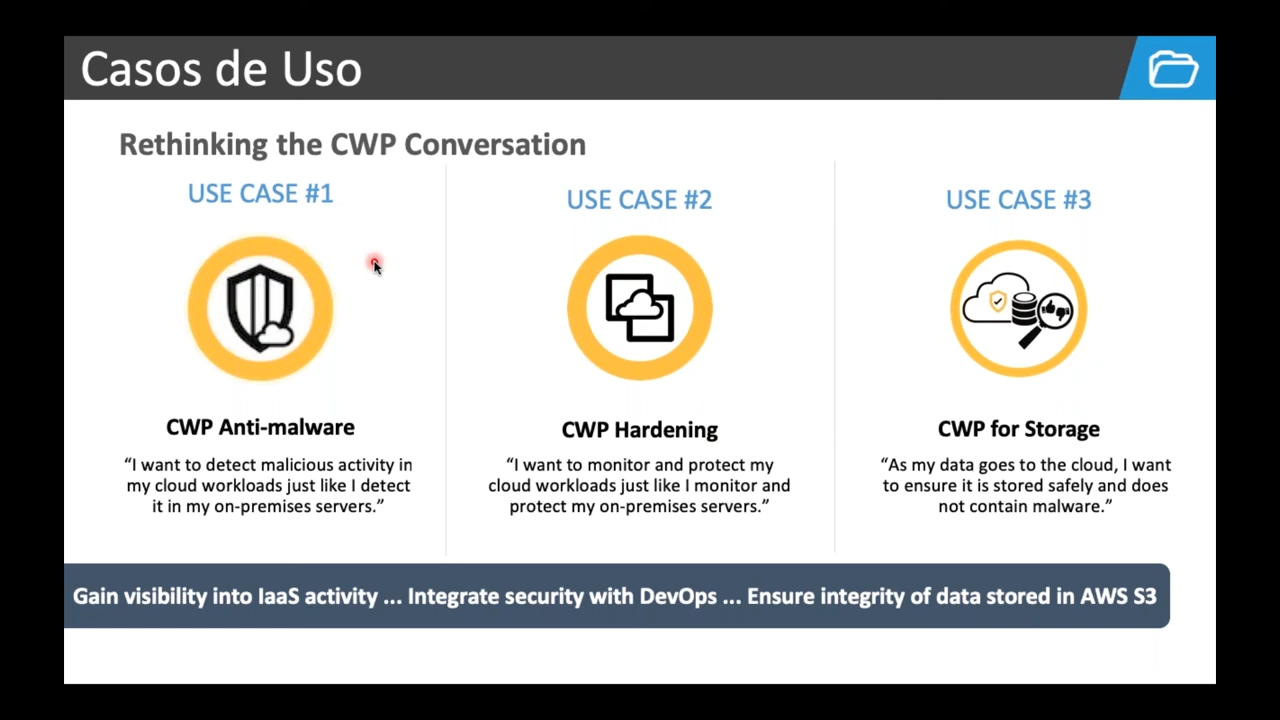 Casos de Uso
Rethinking the CWP Conversation
USE CASE #1
CWP Anti-malware
“I want to detect malicious activity in
my cloud workloads just like I detect
it in my on-premises servers.”
USE CASE #2
CWP Hardening
“I want to monitor and protect my
cloud workloads just like I monitor and
protect my on-premises servers.”
USE CASE #3
CWP for Storage
“As my data goes to the cloud, I want
to ensure it is stored safely and does
not contain malware.”
Gain visibility into IaaS activity ... Integrate security with DevOps ... Ensure integrity of data stored in AWS S3